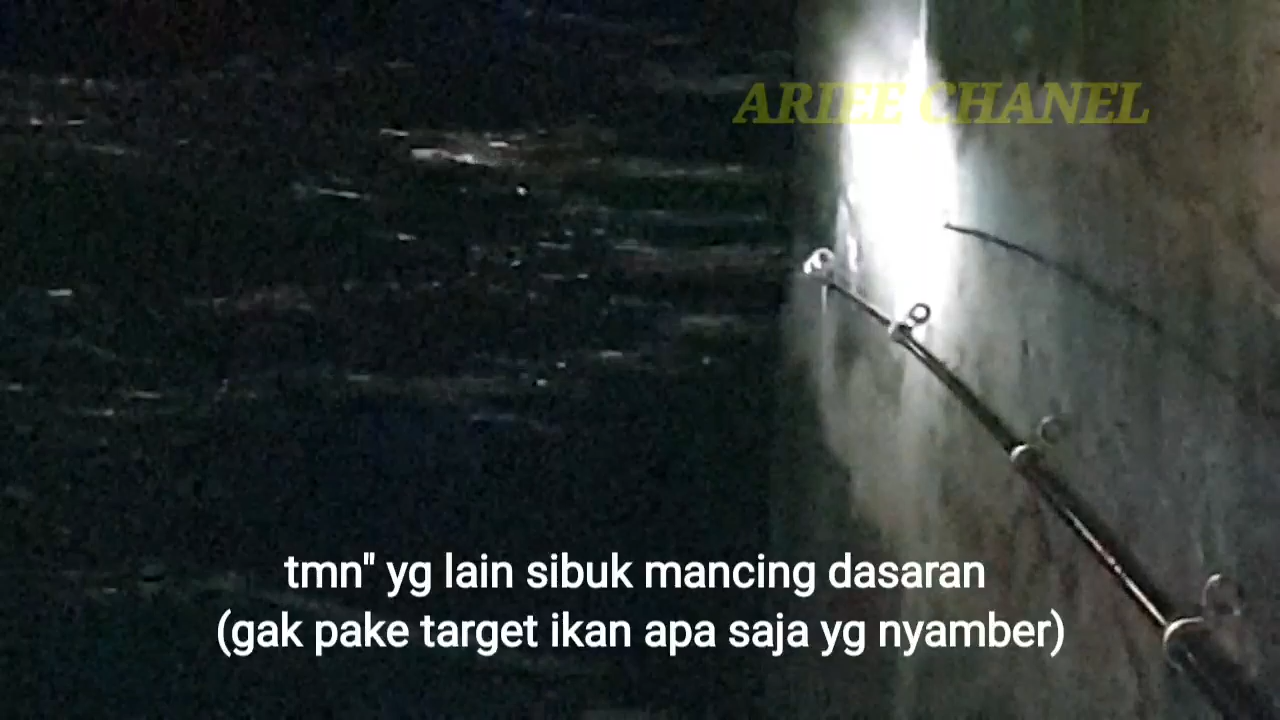 ARIEE CHANEL
tmn" yg lain sibuk mancing dasaran
(gak pake target ikan apa saja yg nyamber)